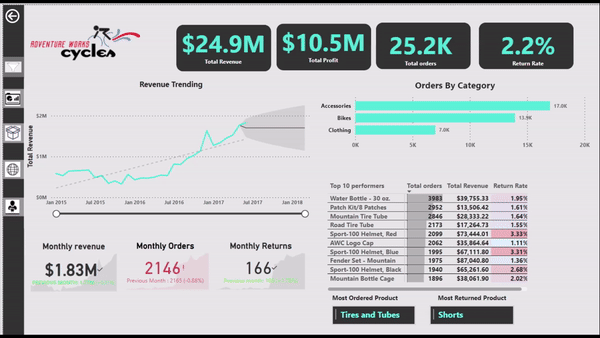 ADVENTURE WORKS
cycles
$24.9M
Total Revenue
$10.5M
Total Profit
25.2K
Total orders
2.2%
Return Rate
Revenue Trending
Total Revenue
$2M
$1M
$0M
Jan 2015 Jul 2015 Jan 2016 Jul 2016 Jan 2017 Jul 2017 Jan 2018
Orders By Category
Accessories 17.0K
Bikes 13.9K
Clothing 7.0K
0K 5K 10K 15K 20K
Top 10 performers Total orders Total Revenue Return Rate
Water Bottle - 30 oz. 3983 $39,755.33 1.95%
Patch Kit/8 Patches 2952 $13,506.42 1.61%
Mountain Tire Tube 2846 $28,333.22 1.64%
Road Tire Tube 2173 $17,264.73 1.55%
Sport-100 Helmet, Red 2099 $73,444.01 3.33%
AWC Logo Cap 2062 $35,864.64 1.11%
Sport-100 Helmet, Blue 1995 $67,111.80 3.31%
Fender Set - Mountain 1975 $87,040.80 1.36%
Sport-100 Helmet, Black 1940 $65,261.60 2.68%
Mountain Bottle Cage 1896 $38,061.90 2.02%
Monthly revenue
$1.83M
Monthly Orders
2146!
Previous Month : 2165 (-0.88%)
Monthly Returns
166
Most Ordered Product
Tires and Tubes
Most Returned Product
Shorts